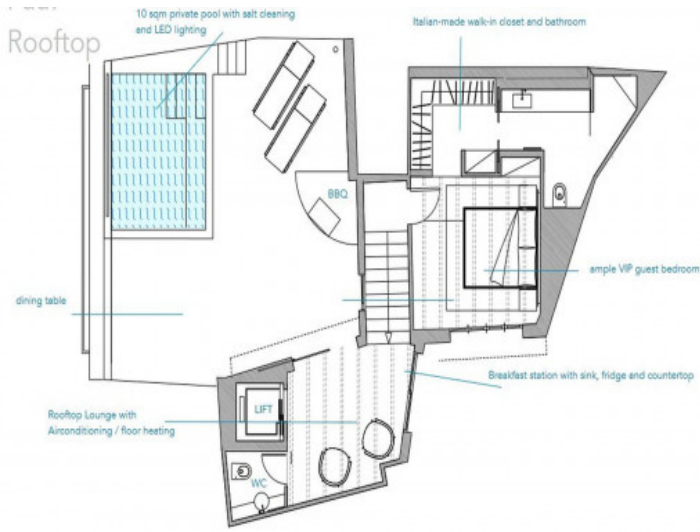 Rooftop
10 sqm private pool with salt cleaning
and LED lighting
Italian-made walk-in closet and bathroom
BBQ
ample VIP guest bedroom
dining table
Breakfast station with sink, fridge and countertop
LIFT
Rooftop Lounge with
Airconditioning / floor heating
WC